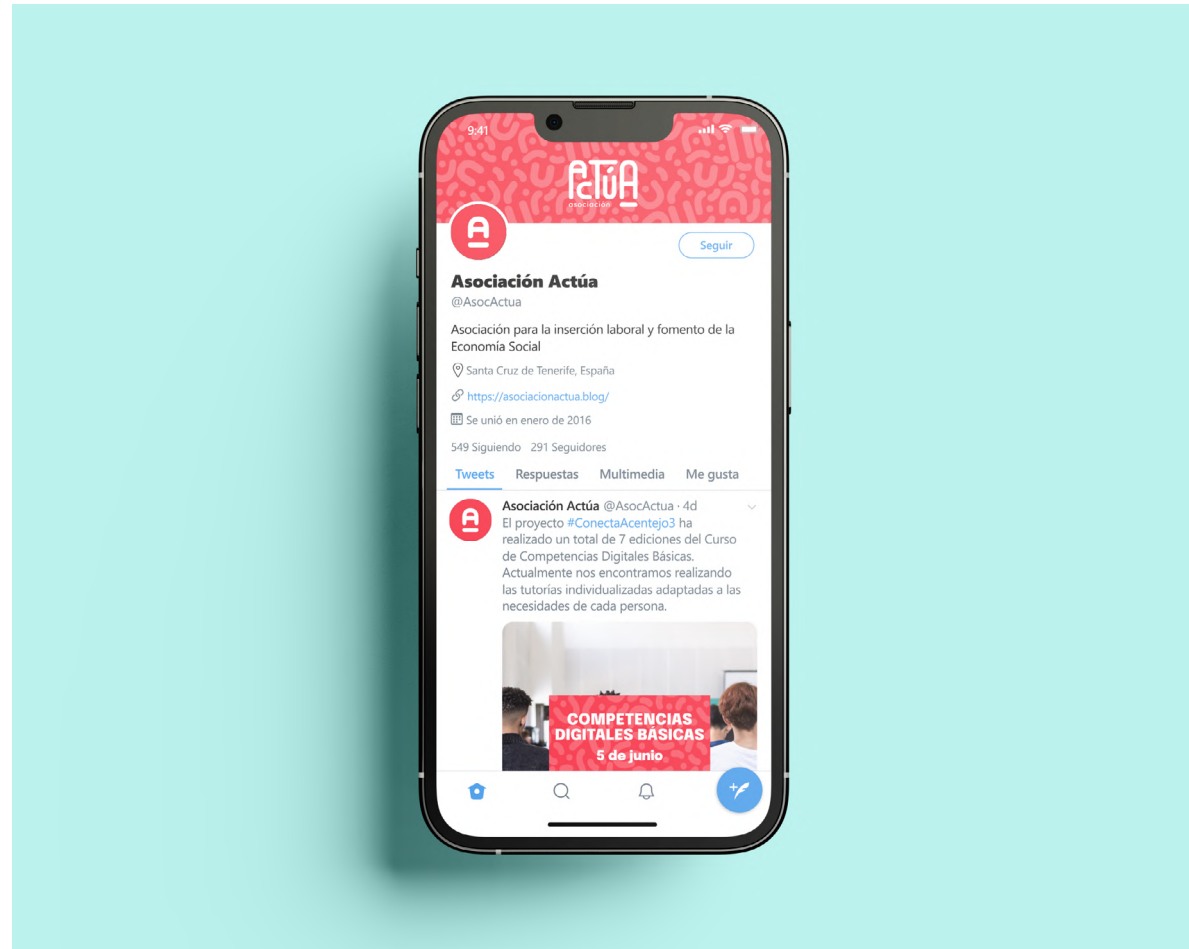 9:41
ACTÚA
asociación
A
Seguir
Asociación Actúa
@AsocActua
Asociación para la inserción laboral y fomento de la
Economía Social
Santa Cruz de Tenerife, España
https://asociacionactua.blog/
Se unió en enero de 2016
549 Siguiendo 291 Seguidores
Tweets Respuestas Multimedia Me gusta
A
Asociación Actúa @AsocActua · 4d
El proyecto #ConectaAcentejo3 ha
realizado un total de 7 ediciones del Curso
de Competencias Digitales Básicas.
Actualmente nos encontramos realizando
las tutorías individualizadas adaptadas a las
necesidades de cada persona.
COMPETENCIAS
DIGITALES BÁSICAS
5 de junio